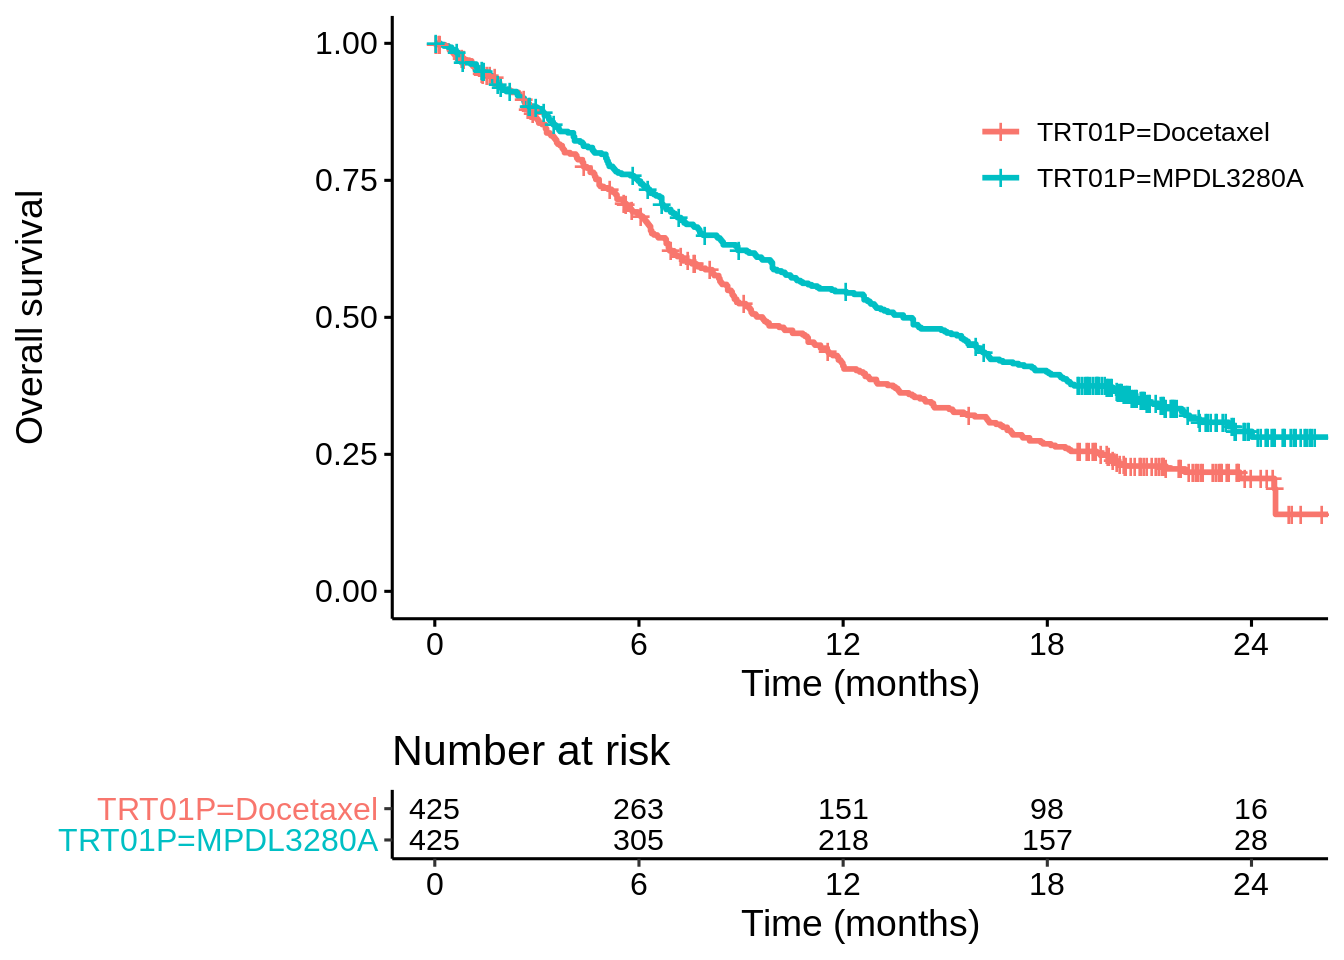 1.00
0.75
0.50
0.25
0.00
Overall survival
TRT01P=Docetaxel
TRT01P=MPDL3280A
0 6 12 18 24
Time (months)
Number at risk
TRT01P=Docetaxel 425 263 151 98 16
TRT01P=MPDL3280A 425 305 218 157 28
0 6 12 18 24
Time (months)